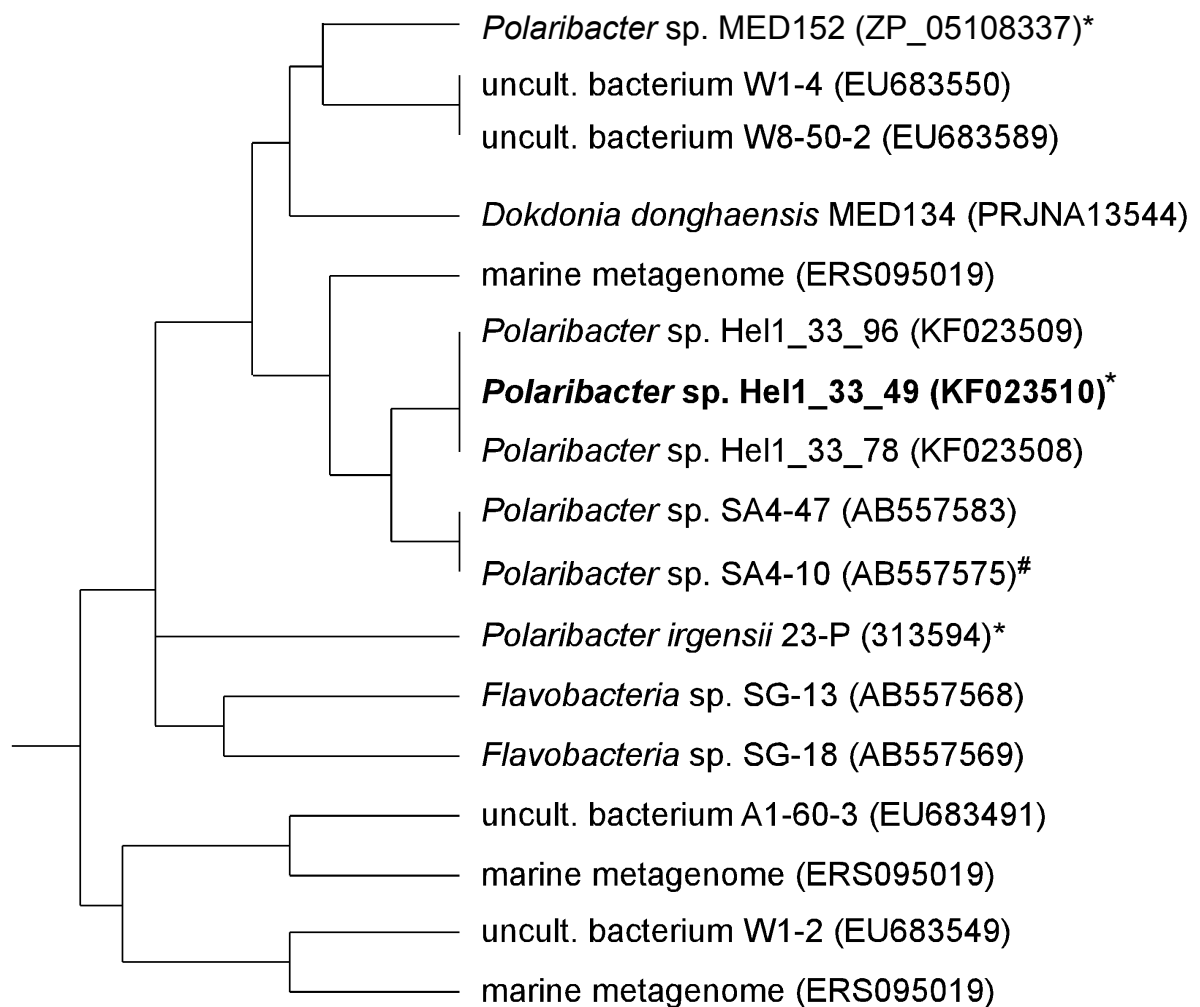 Polaribacter sp. MED152 (ZP_05108337)*
uncult. bacterium W1-4 (EU683550)
uncult. bacterium W8-50-2 (EU683589)
Dokdonia donghaensis MED134 (PRJNA13544)
marine metagenome (ERS095019)
Polaribacter sp. Hel1_33_96 (KF023509)
Polaribacter sp. Hel1_33_49 (KF023510)*
Polaribacter sp. Hel1_33_78 (KF023508)
Polaribacter sp. SA4-47 (AB557583)
Polaribacter sp. SA4-10 (AB557575)#
Polaribacter irgensii 23-P (313594)*
Flavobacteria sp. SG-13 (AB557568)
Flavobacteria sp. SG-18 (AB557569)
uncult. bacterium A1-60-3 (EU683491)
marine metagenome (ERS095019)
uncult. bacterium W1-2 (EU683549)
marine metagenome (ERS095019)